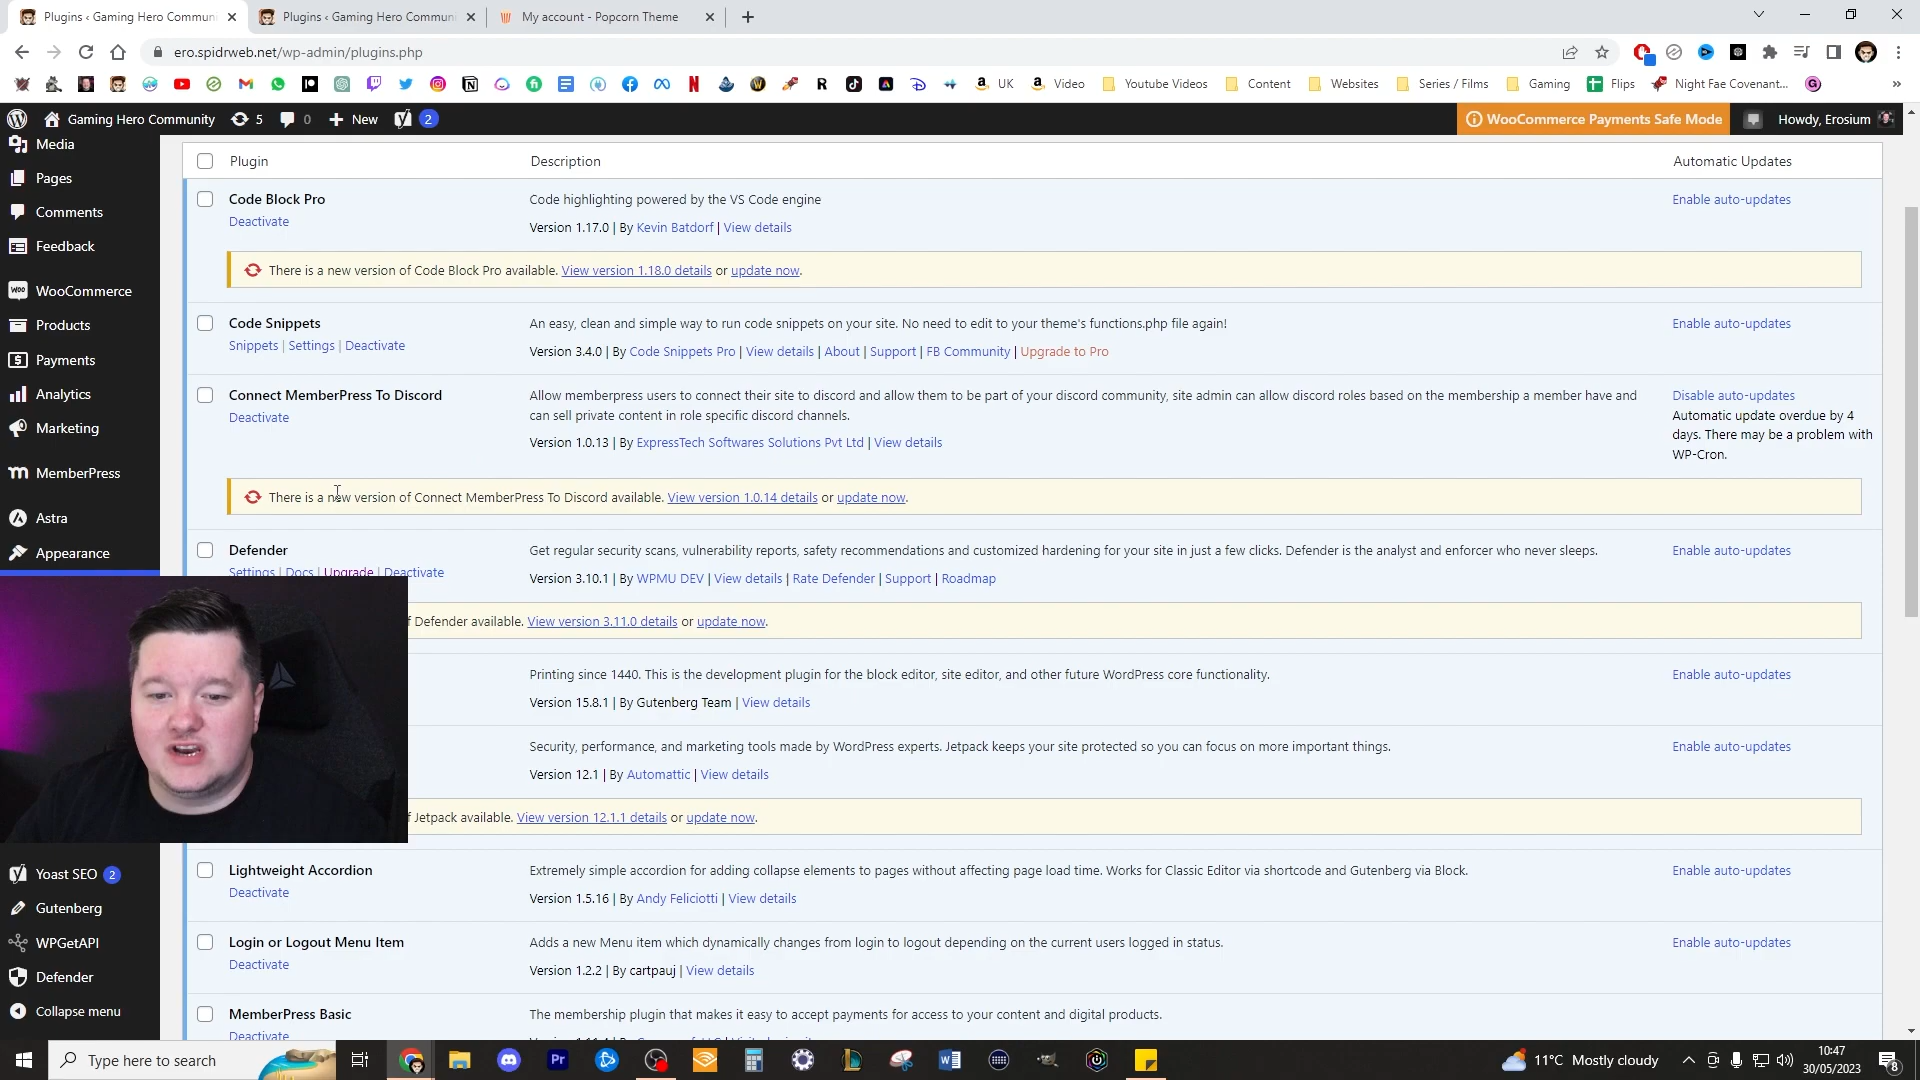 Plugins ‹ Gaming Hero Communi
Plugins ‹ Gaming Hero Communi
My account - Popcorn Theme
ero.spidrweb.net/wp-admin/plugins.php
UK
Video
Youtube Videos
Content
Websites
Series / Films
Gaming
Flips
Night Fae Covenant...
»
Gaming Hero Community
5
0
New
2
WooCommerce Payments Safe Mode
Howdy, Erosium
Media
Pages
Comments
Feedback
WooCommerce
Products
Payments
Analytics
Marketing
MemberPress
Astra
Appearance
Yoast SEO 2
Gutenberg
WPGetAPI
Defender
Collapse menu
Plugin
Description
Automatic Updates
Code Block Pro
Code highlighting powered by the VS Code engine
Enable auto-updates
Deactivate
Version 1.17.0 | By Kevin Batdorf | View details
There is a new version of Code Block Pro available. View version 1.18.0 details or update now.
Code Snippets
An easy, clean and simple way to run code snippets on your site. No need to edit to your theme's functions.php file again!
Enable auto-updates
Snippets | Settings | Deactivate
Version 3.4.0 | By Code Snippets Pro | View details | About | Support | FB Community | Upgrade to Pro
Connect MemberPress To Discord
Allow memberpress users to connect their site to discord and allow them to be part of your discord community, site admin can allow discord roles based on the membership a member have and
can sell private content in role specific discord channels.
Disable auto-updates
Automatic update overdue by 4
days. There may be a problem with
WP-Cron.
Deactivate
Version 1.0.13 | By ExpressTech Softwares Solutions Pvt Ltd | View details
There is a new version of Connect MemberPress To Discord available. View version 1.0.14 details or update now.
Defender
Get regular security scans, vulnerability reports, safety recommendations and customized hardening for your site in just a few clicks. Defender is the analyst and enforcer who never sleeps.
Enable auto-updates
Settings | Docs | Upgrade | Deactivate
Version 3.10.1 | By WPMU DEV | View details | Rate Defender | Support | Roadmap
f Defender available. View version 3.11.0 details or update now.
Printing since 1440. This is the development plugin for the block editor, site editor, and other future WordPress core functionality.
Enable auto-updates
Version 15.8.1 | By Gutenberg Team | View details
Security, performance, and marketing tools made by WordPress experts. Jetpack keeps your site protected so you can focus on more important things.
Enable auto-updates
Version 12.1 | By Automattic | View details
f Jetpack available. View version 12.1.1 details or update now.
Lightweight Accordion
Extremely simple accordion for adding collapse elements to pages without affecting page load time. Works for Classic Editor via shortcode and Gutenberg via Block.
Enable auto-updates
Deactivate
Version 1.5.16 | By Andy Feliciotti | View details
Login or Logout Menu Item
Adds a new Menu item which dynamically changes from login to logout depending on the current users logged in status.
Enable auto-updates
Deactivate
Version 1.2.2 | By cartpauj | View details
MemberPress Basic
The membership plugin that makes it easy to accept payments for access to your content and digital products.
Deactivate
Type here to search
11°C Mostly cloudy
10:47
30/05/2023
8